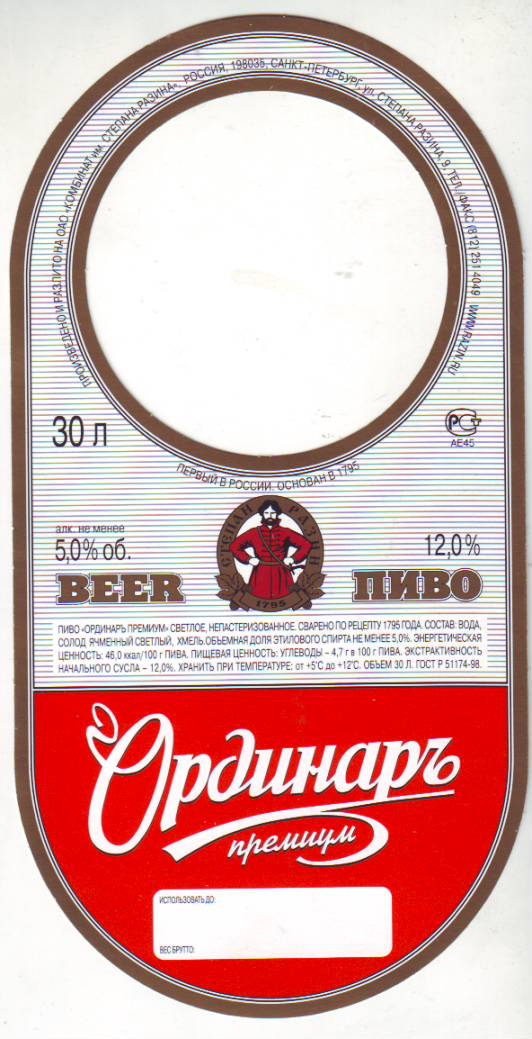 ПРОИЗВЕДЕНО И РАЗЛИТО НА ОАО «КОМБИНАТ им. СТЕПАНА РАЗИНА», РОССИЯ, 198035, САНКТ-ПЕТЕРБУРГ, ул. СТЕПАНА РАЗИНА, 9, ТЕЛ./ФАКС (812) 251 4049 WWW.RAZIN.RU
30 л
РСТ
АЕ45
ПЕРВЫЙ В РОССИИ. ОСНОВАН В 1795
СТЕПАН РАЗИН
1795
алк. не менее
5,0% об.
12,0%
BEER
ПИВО
ПИВО «ОРДИНАРЪ ПРЕМИУМ» СВЕТЛОЕ, НЕПАСТЕРИЗОВАННОЕ. СВАРЕНО ПО РЕЦЕПТУ 1795 ГОДА. СОСТАВ: ВОДА,
СОЛОД ЯЧМЕННЫЙ СВЕТЛЫЙ, ХМЕЛЬ. ОБЪЕМНАЯ ДОЛЯ ЭТИЛОВОГО СПИРТА НЕ МЕНЕЕ 5,0%. ЭНЕРГЕТИЧЕСКАЯ
ЦЕННОСТЬ: 46,0 ккал/100 г ПИВА. ПИЩЕВАЯ ЦЕННОСТЬ: УГЛЕВОДЫ – 4,7 г в 100 г ПИВА. ЭКСТРАКТИВНОСТЬ
НАЧАЛЬНОГО СУСЛА – 12,0%. ХРАНИТЬ ПРИ ТЕМПЕРАТУРЕ: от +5°С до +12°С. ОБЪЕМ 30 Л. ГОСТ Р 51174-98.
Ординаръ
премиум
ИСПОЛЬЗОВАТЬ ДО:
ВЕС БРУТТО: